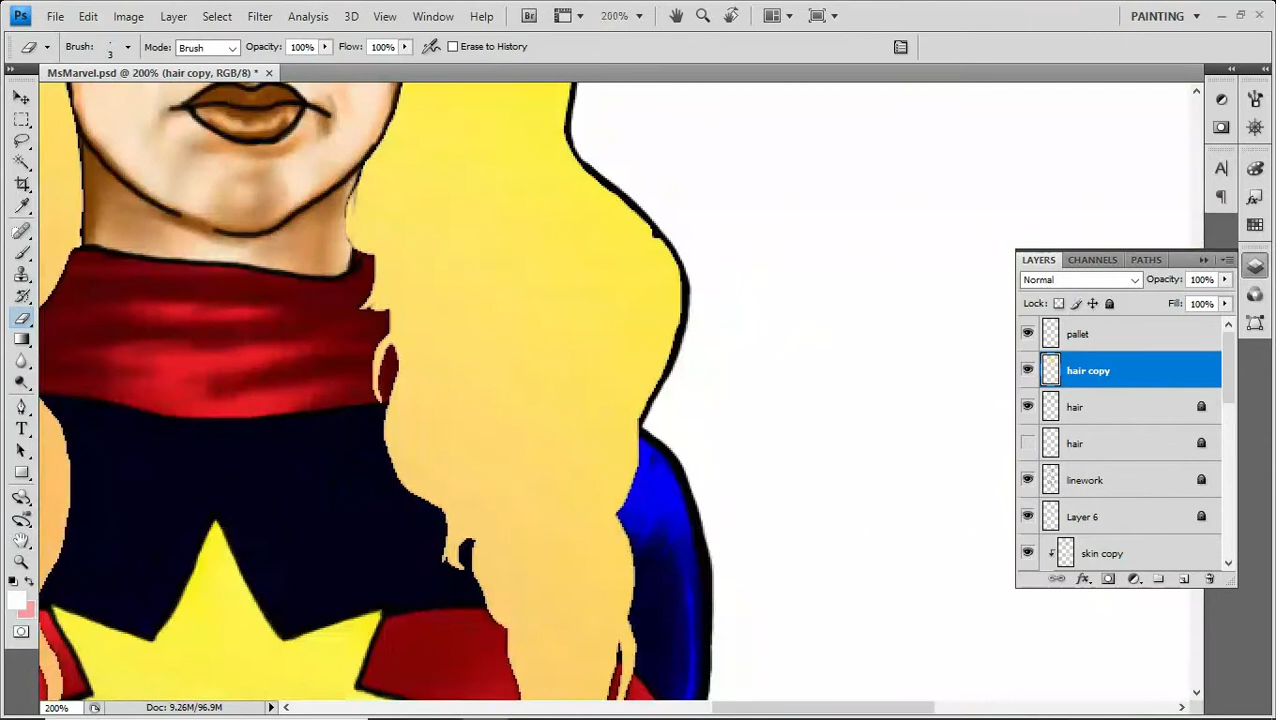 Ps File Edit Image Layer Select Filter Analysis 3D View Window Help Br 200% PAINTING
Brush: 3 Mode: Brush Opacity: 100% Flow: 100% Erase to History
MsMarvel.psd @ 200% (hair copy, RGB/8) * ×
LAYERS CHANNELS PATHS
Normal Opacity: 100%
Lock: Fill: 100%
pallet
hair copy
hair
hair
linework
Layer 6
skin copy
fx
200% Doc: 9.26M/96.9M